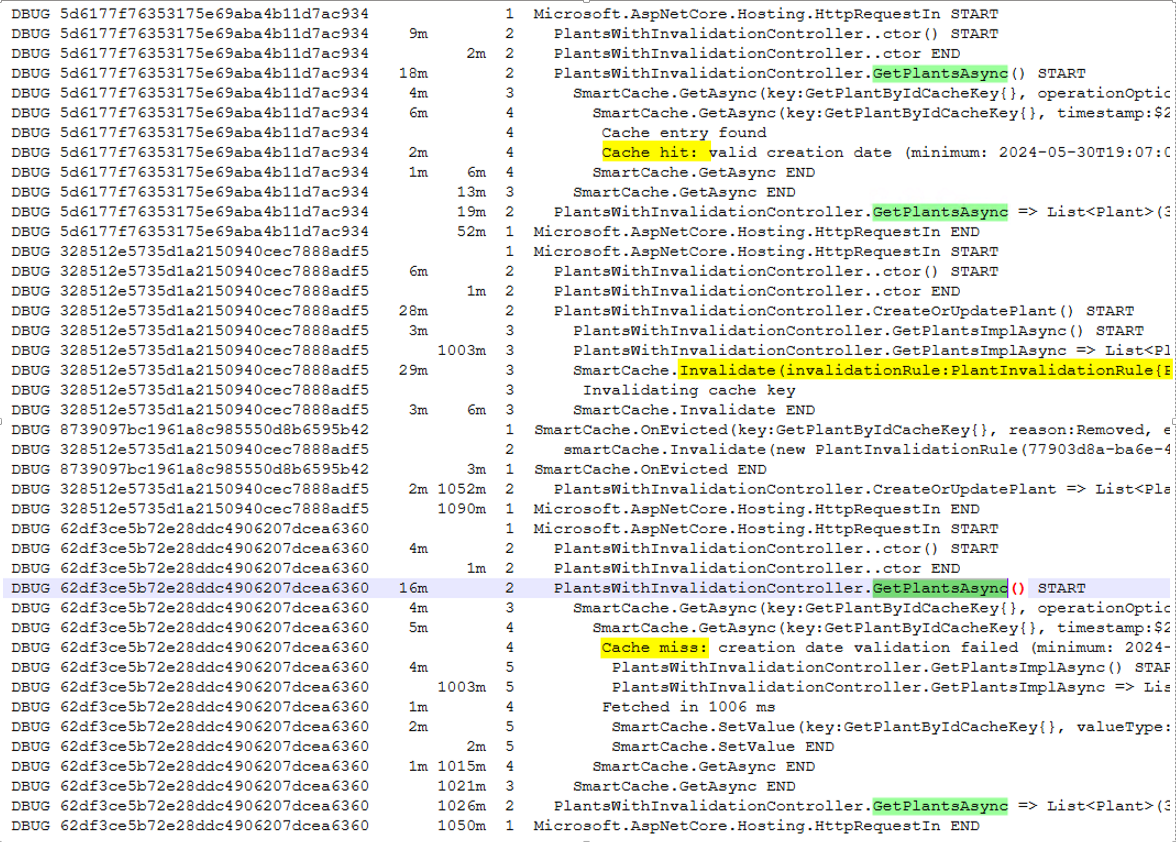 DBUG 5d6177f76353175e69aba4b11d7ac934 1 Microsoft.AspNetCore.Hosting.HttpRequestIn START
DBUG 5d6177f76353175e69aba4b11d7ac934 9m 2 PlantsWithInvalidationController..ctor() START
DBUG 5d6177f76353175e69aba4b11d7ac934 2m 2 PlantsWithInvalidationController..ctor END
DBUG 5d6177f76353175e69aba4b11d7ac934 18m 2 PlantsWithInvalidationController.GetPlantsAsync() START
DBUG 5d6177f76353175e69aba4b11d7ac934 4m 3 SmartCache.GetAsync(key:GetPlantByIdCacheKey{}, operationOptic
DBUG 5d6177f76353175e69aba4b11d7ac934 6m 4 SmartCache.GetAsync(key:GetPlantByIdCacheKey{}, timestamp:$2
DBUG 5d6177f76353175e69aba4b11d7ac934 4 Cache entry found
DBUG 5d6177f76353175e69aba4b11d7ac934 2m 4 Cache hit: valid creation date (minimum: 2024-05-30T19:07:0
DBUG 5d6177f76353175e69aba4b11d7ac934 1m 6m 4 SmartCache.GetAsync END
DBUG 5d6177f76353175e69aba4b11d7ac934 13m 3 SmartCache.GetAsync END
DBUG 5d6177f76353175e69aba4b11d7ac934 19m 2 PlantsWithInvalidationController.GetPlantsAsync => List<Plant>(3
DBUG 5d6177f76353175e69aba4b11d7ac934 52m 1 Microsoft.AspNetCore.Hosting.HttpRequestIn END
DBUG 328512e5735d1a2150940cec7888adf5 1 Microsoft.AspNetCore.Hosting.HttpRequestIn START
DBUG 328512e5735d1a2150940cec7888adf5 6m 2 PlantsWithInvalidationController..ctor() START
DBUG 328512e5735d1a2150940cec7888adf5 1m 2 PlantsWithInvalidationController..ctor END
DBUG 328512e5735d1a2150940cec7888adf5 28m 2 PlantsWithInvalidationController.CreateOrUpdatePlant() START
DBUG 328512e5735d1a2150940cec7888adf5 3m 3 PlantsWithInvalidationController.GetPlantsImplAsync() START
DBUG 328512e5735d1a2150940cec7888adf5 1003m 3 PlantsWithInvalidationController.GetPlantsImplAsync => List<Pl
DBUG 328512e5735d1a2150940cec7888adf5 29m 3 SmartCache.Invalidate(invalidationRule:PlantInvalidationRule{P
DBUG 328512e5735d1a2150940cec7888adf5 3 Invalidating cache key
DBUG 328512e5735d1a2150940cec7888adf5 3m 6m 3 SmartCache.Invalidate END
DBUG 8739097bc1961a8c985550d8b6595b42 1 SmartCache.OnEvicted(key:GetPlantByIdCacheKey{}, reason:Removed, e
DBUG 328512e5735d1a2150940cec7888adf5 2 smartCache.Invalidate(new PlantInvalidationRule(77903d8a-ba6e-4
DBUG 8739097bc1961a8c985550d8b6595b42 3m 1 SmartCache.OnEvicted END
DBUG 328512e5735d1a2150940cec7888adf5 2m 1052m 2 PlantsWithInvalidationController.CreateOrUpdatePlant => List<Pla
DBUG 328512e5735d1a2150940cec7888adf5 1090m 1 Microsoft.AspNetCore.Hosting.HttpRequestIn END
DBUG 62df3ce5b72e28ddc4906207dcea6360 1 Microsoft.AspNetCore.Hosting.HttpRequestIn START
DBUG 62df3ce5b72e28ddc4906207dcea6360 4m 2 PlantsWithInvalidationController..ctor() START
DBUG 62df3ce5b72e28ddc4906207dcea6360 1m 2 PlantsWithInvalidationController..ctor END
DBUG 62df3ce5b72e28ddc4906207dcea6360 16m 2 PlantsWithInvalidationController.GetPlantsAsync() START
DBUG 62df3ce5b72e28ddc4906207dcea6360 4m 3 SmartCache.GetAsync(key:GetPlantByIdCacheKey{}, operationOptic
DBUG 62df3ce5b72e28ddc4906207dcea6360 5m 4 SmartCache.GetAsync(key:GetPlantByIdCacheKey{}, timestamp:$2
DBUG 62df3ce5b72e28ddc4906207dcea6360 4 Cache miss: creation date validation failed (minimum: 2024-
DBUG 62df3ce5b72e28ddc4906207dcea6360 4m 5 PlantsWithInvalidationController.GetPlantsImplAsync() STAR
DBUG 62df3ce5b72e28ddc4906207dcea6360 1003m 5 PlantsWithInvalidationController.GetPlantsImplAsync => Lis
DBUG 62df3ce5b72e28ddc4906207dcea6360 1m 4 Fetched in 1006 ms
DBUG 62df3ce5b72e28ddc4906207dcea6360 2m 5 SmartCache.SetValue(key:GetPlantByIdCacheKey{}, valueType:
DBUG 62df3ce5b72e28ddc4906207dcea6360 2m 5 SmartCache.SetValue END
DBUG 62df3ce5b72e28ddc4906207dcea6360 1m 1015m 4 SmartCache.GetAsync END
DBUG 62df3ce5b72e28ddc4906207dcea6360 1021m 3 SmartCache.GetAsync END
DBUG 62df3ce5b72e28ddc4906207dcea6360 1026m 2 PlantsWithInvalidationController.GetPlantsAsync => List<Plant>(3
DBUG 62df3ce5b72e28ddc4906207dcea6360 1050m 1 Microsoft.AspNetCore.Hosting.HttpRequestIn END